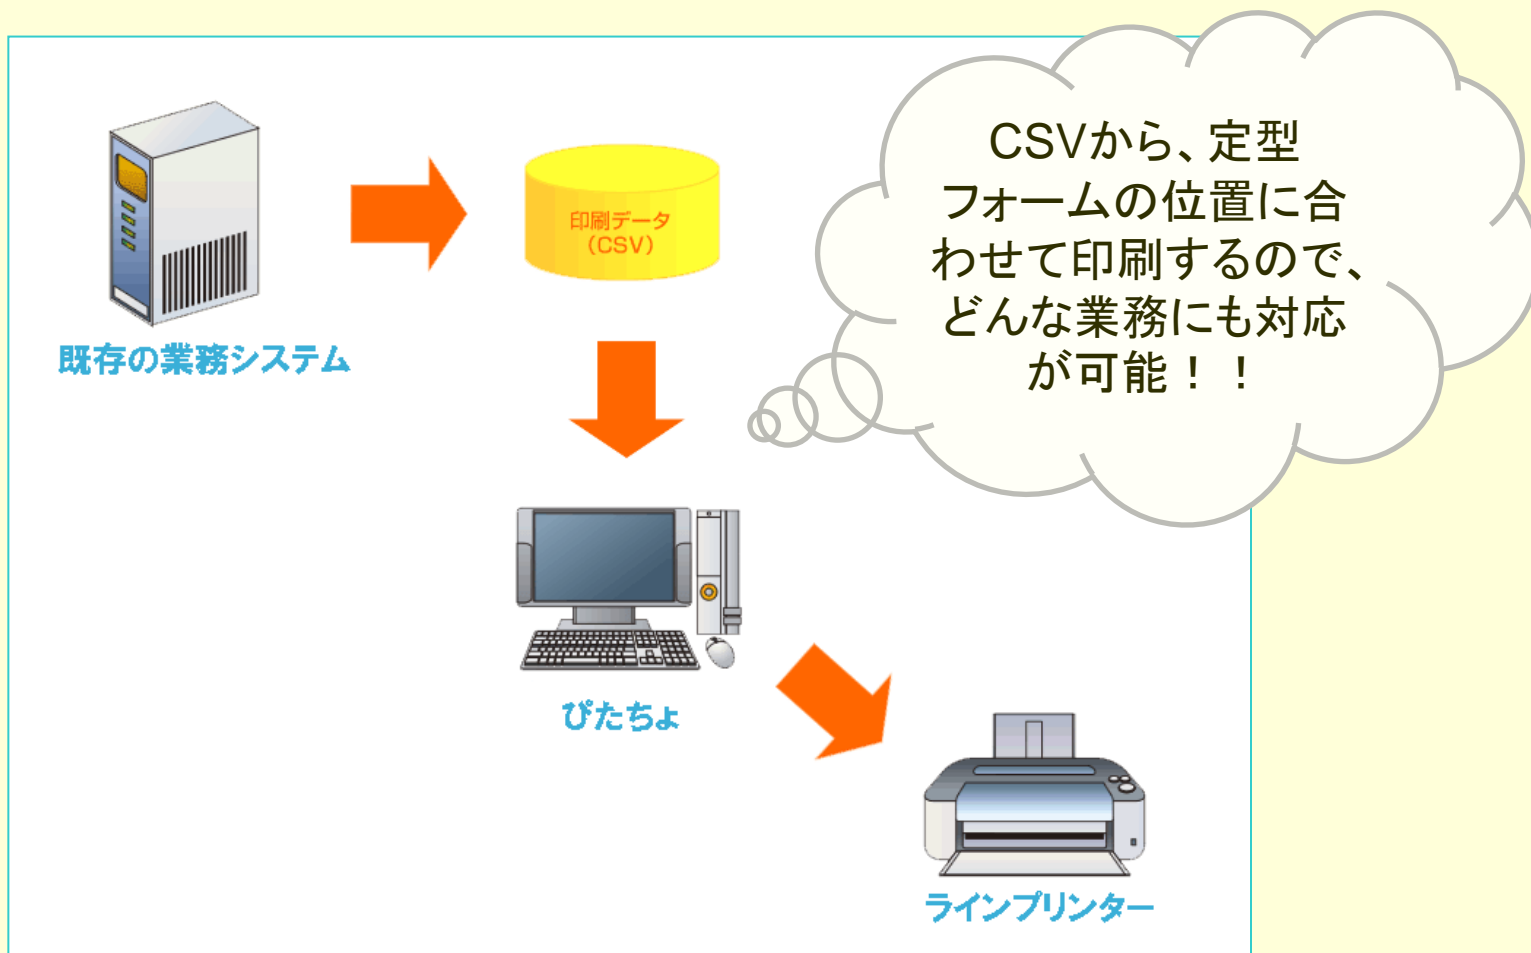 CSVから、定型
フォームの位置に合
わせて印刷するので、
どんな業務にも対応
が可能！！
印刷データ
（CSV）
既存の業務システム
ぴたちょ
ラインプリンター